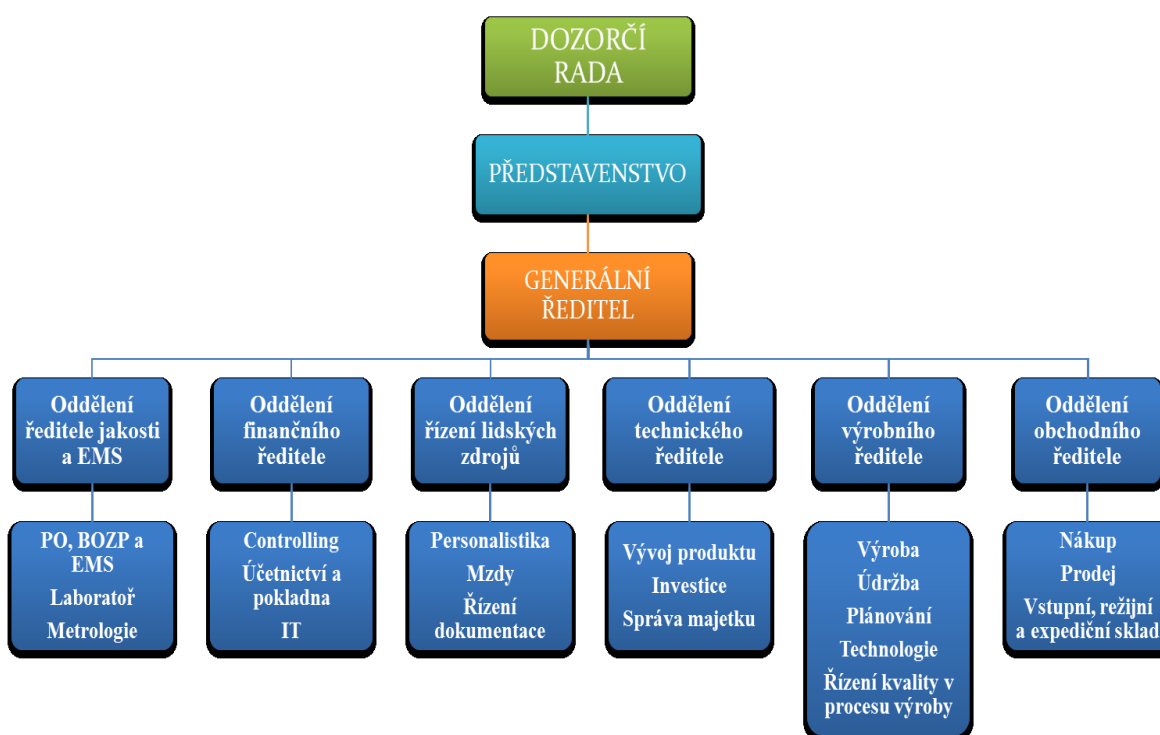 DOZORČÍ
RADA
PŘEDSTAVENSTVO
GENERÁLNÍ
ŘEDITEL
Oddělení
ředitele jakosti
a EMS
Oddělení
finančního
ředitele
Oddělení
řízení lidských
zdrojů
Oddělení
technického
ředitele
Oddělení
výrobního
ředitele
Oddělení
obchodního
ředitele
PO, BOZP a
EMS
Laboratoř
Metrologie
Controlling
Účetnictví a
pokladna
IT
Personalistika
Mzdy
Řízení
dokumentace
Vývoj produktu
Investice
Správa majetku
Výroba
Údržba
Plánování
Technologie
Řízení kvality v
procesu výroby
Nákup
Prodej
Vstupní, režijní
a expediční sklad